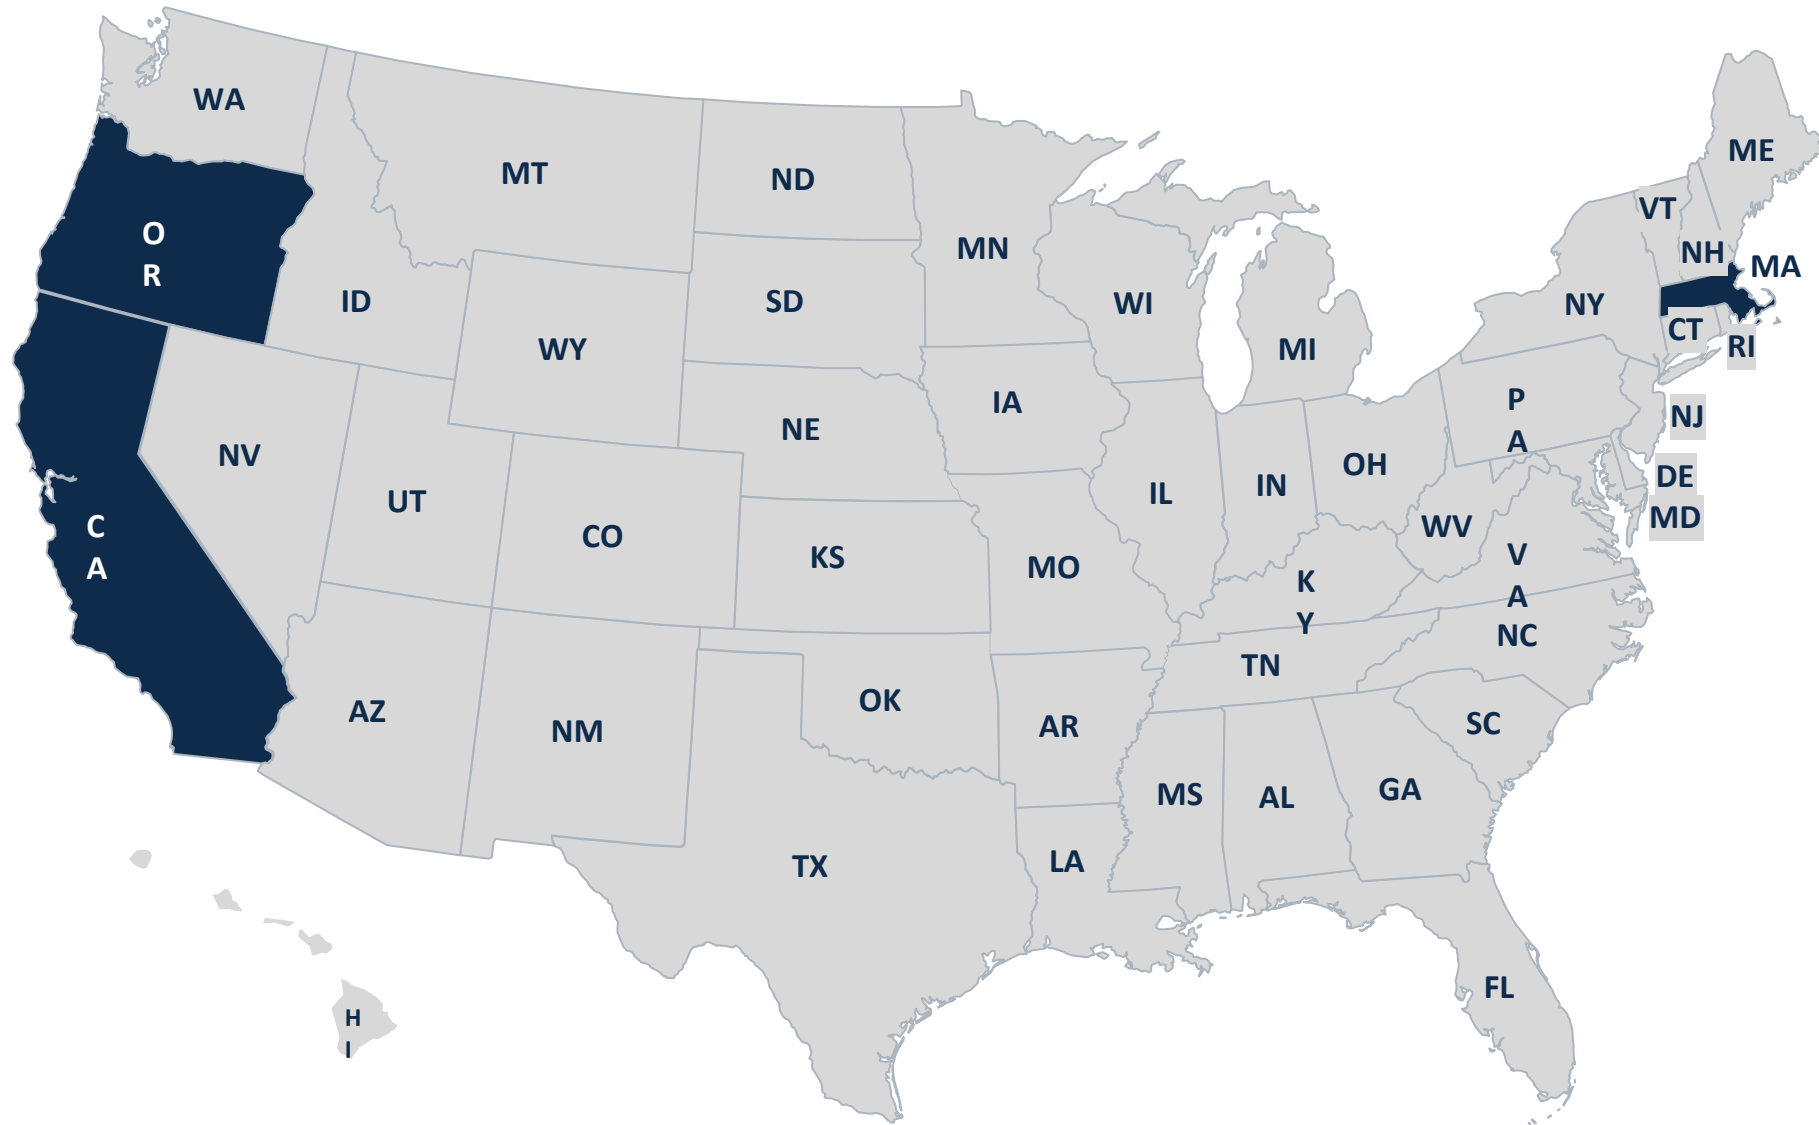 WA
ME
MT
ND
VT
O
R
MN
NH
MA
ID
SD
WI
NY
CT
WY
MI
RI
IA
P
A
NJ
NE
NV
OH
DE
UT
IL
IN
MD
C
A
CO
WV
KS
MO
V
A
K
Y
NC
TN
AZ
OK
NM
AR
SC
MS
AL
GA
TX
LA
FL
H
I